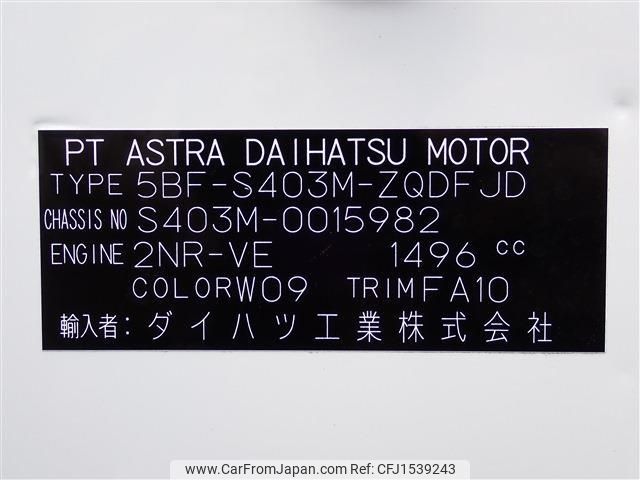 PT ASTRA DAIHATSU MOTOR
TYPE 5BF-S403M-ZQDFJD
CHASSIS NO S403M-0015982
ENGINE 2NR-VE 1496 CC
COLOR W09 TRIM FA10
輸入者: ダイハツ工業株式会社
www.CarFromJapan.com - CFJ1539243